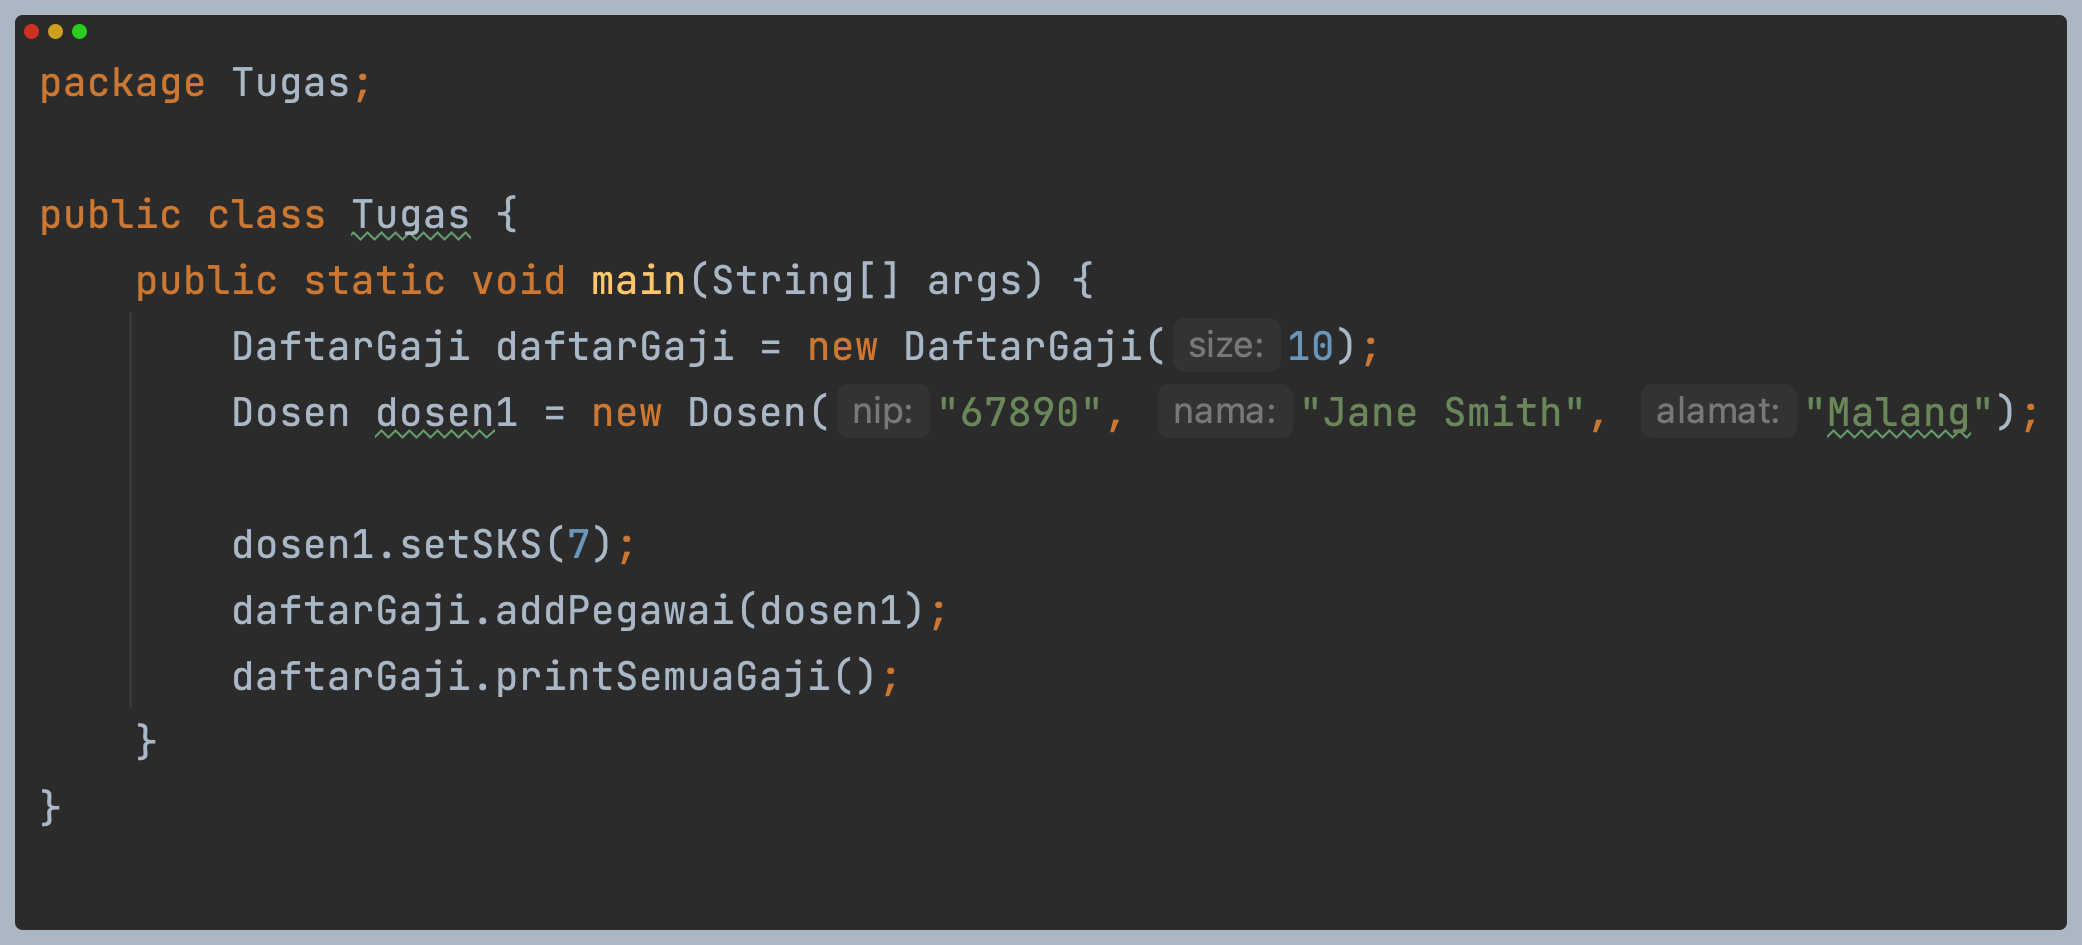 package Tugas;
public class Tugas {
public static void main(String[] args) {
DaftarGaji daftarGaji = new DaftarGaji( size: 10);
Dosen dosen1 = new Dosen( nip: "67890", nama: "Jane Smith", alamat: "Malang");
dosen1.setSKS(7);
daftarGaji.addPegawai(dosen1);
daftarGaji.printSemuaGaji();
}
}